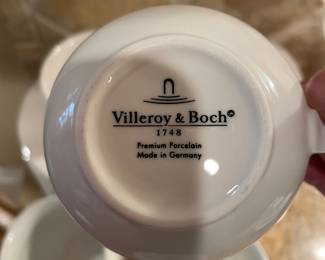 Villeroy & Boch©
1748
Premium Porcelain
Made in Germany